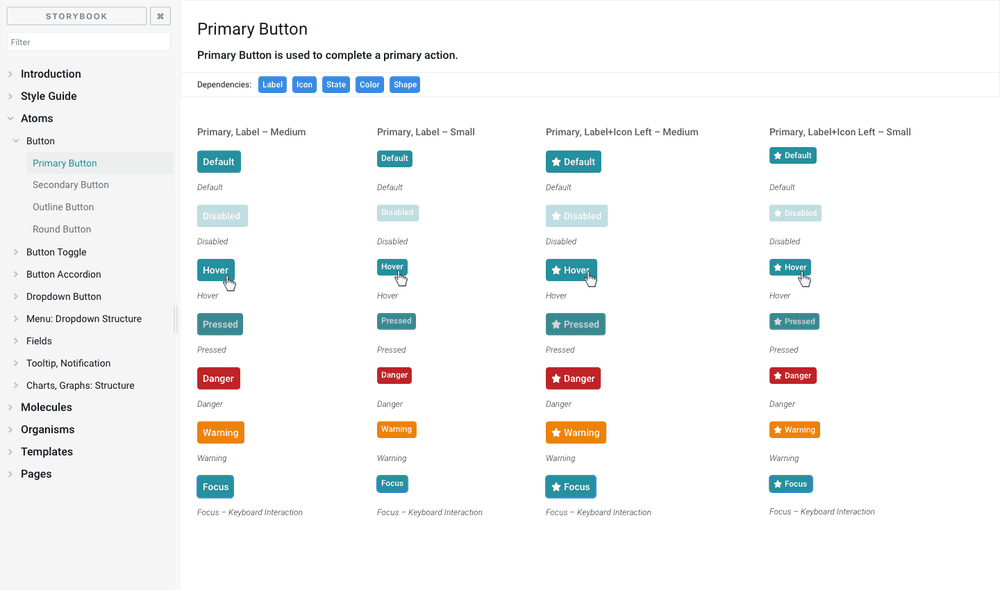 STORYBOOK
⌘
Filter
Introduction
Style Guide
Atoms
Button
Primary Button
Secondary Button
Outline Button
Round Button
Button Toggle
Button Accordion
Dropdown Button
Menu: Dropdown Structure
Fields
Tooltip, Notification
Charts, Graphs: Structure
Molecules
Organisms
Templates
Pages
Primary Button
Primary Button is used to complete a primary action.
Dependencies: Label Icon State Color Shape
Primary, Label – Medium
Default
Default
Disabled
Disabled
Hover
Hover
Pressed
Pressed
Danger
Danger
Warning
Warning
Focus
Focus – Keyboard Interaction
Primary, Label – Small
Default
Default
Disabled
Disabled
Hover
Hover
Pressed
Pressed
Danger
Danger
Warning
Warning
Focus
Focus – Keyboard Interaction
Primary, Label+Icon Left – Medium
Default
Default
Disabled
Disabled
Hover
Hover
Pressed
Pressed
Danger
Danger
Warning
Warning
Focus
Focus – Keyboard Interaction
Primary, Label+Icon Left – Small
Default
Default
Disabled
Disabled
Hover
Hover
Pressed
Pressed
Danger
Danger
Warning
Warning
Focus
Focus – Keyboard Interaction